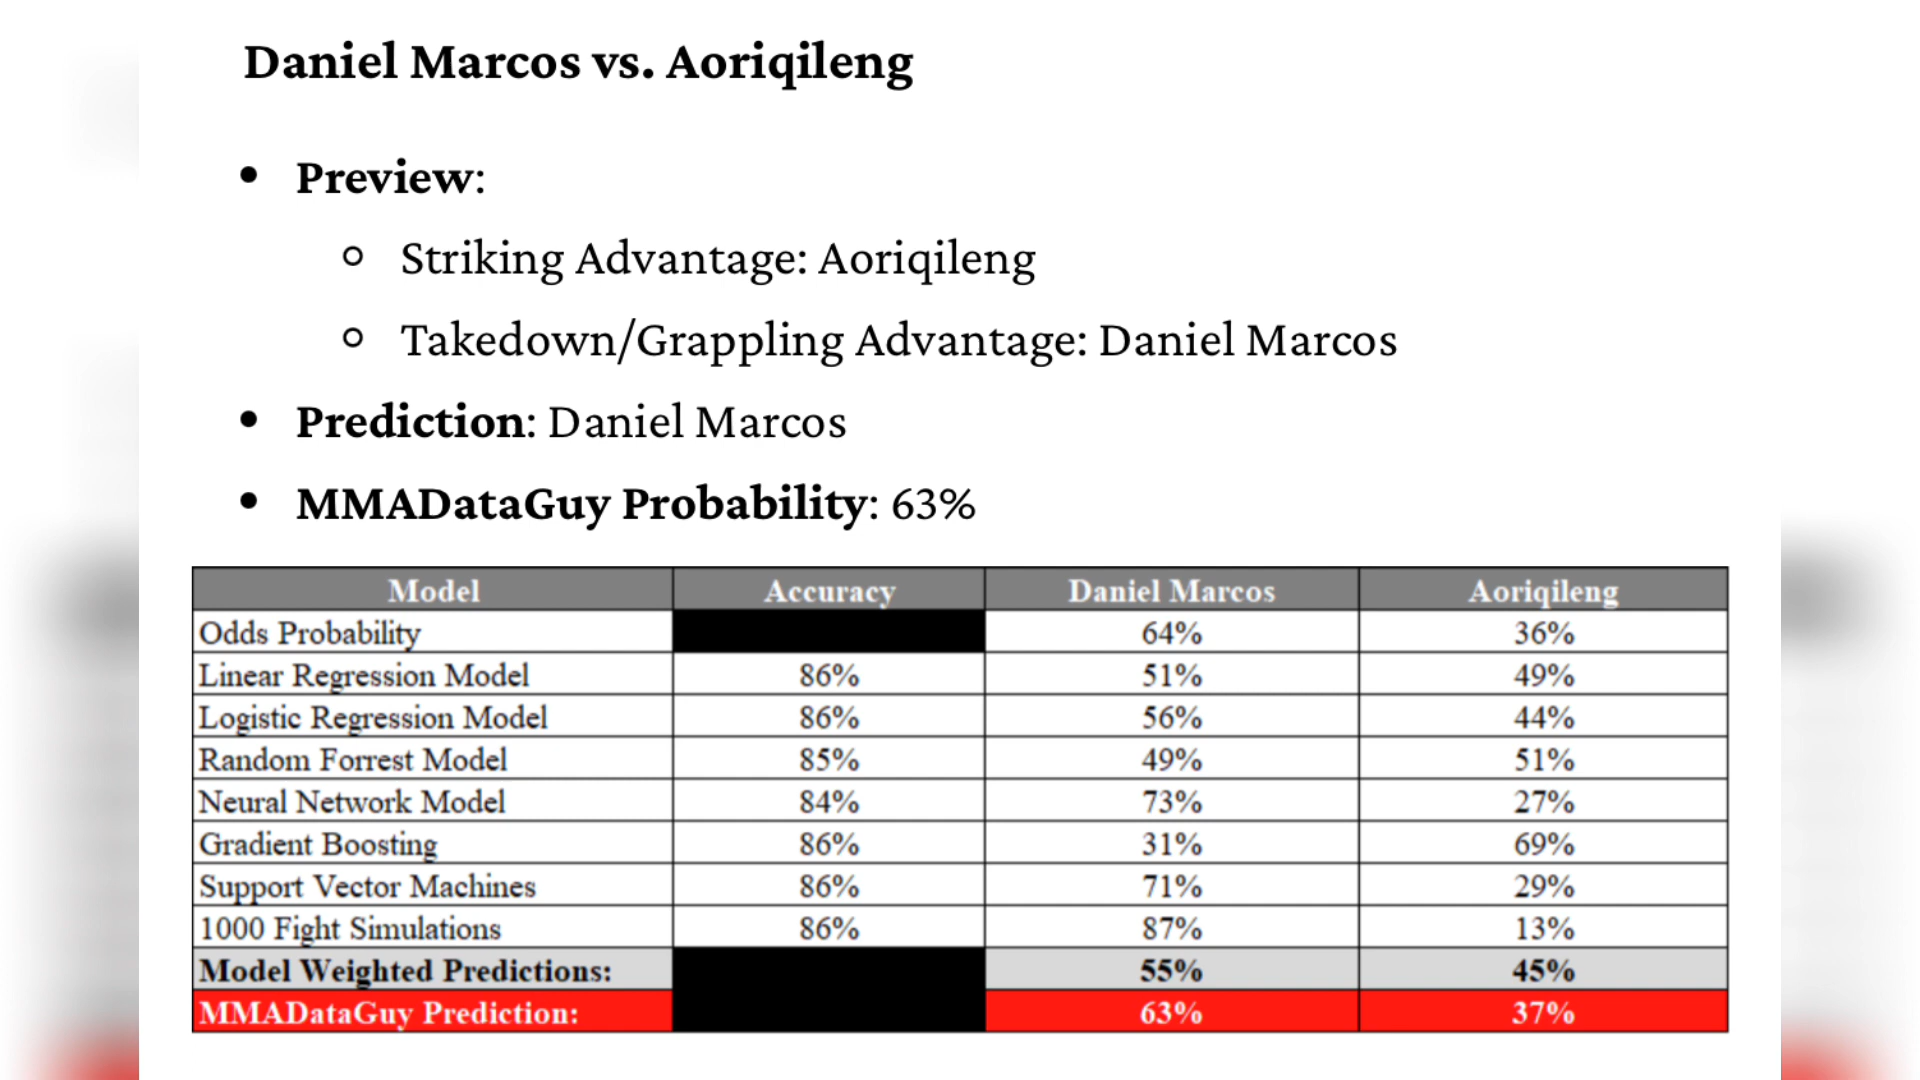 Daniel Marcos vs. Aoriqileng
• Preview:
○ Striking Advantage: Aoriqileng
○ Takedown/Grappling Advantage: Daniel Marcos
• Prediction: Daniel Marcos
• MMADataGuy Probability: 63%
Model Accuracy Daniel Marcos Aoriqileng
Odds Probability 64% 36%
Linear Regression Model 86% 51% 49%
Logistic Regression Model 86% 56% 44%
Random Forrest Model 85% 49% 51%
Neural Network Model 84% 73% 27%
Gradient Boosting 86% 31% 69%
Support Vector Machines 86% 71% 29%
1000 Fight Simulations 86% 87% 13%
Model Weighted Predictions: 55% 45%
MMADataGuy Prediction: 63% 37%